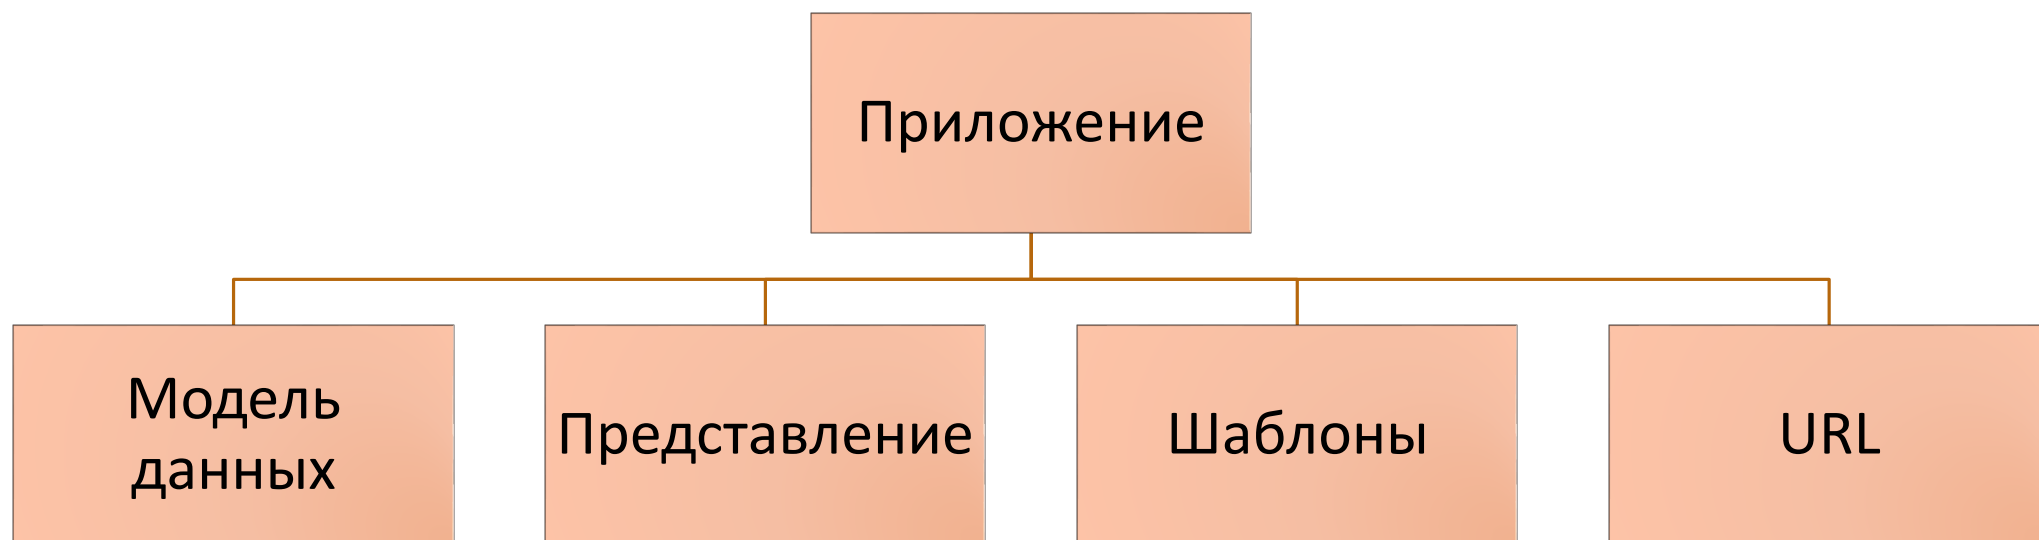 Приложение
Модель
данных
Представление
Шаблоны
URL